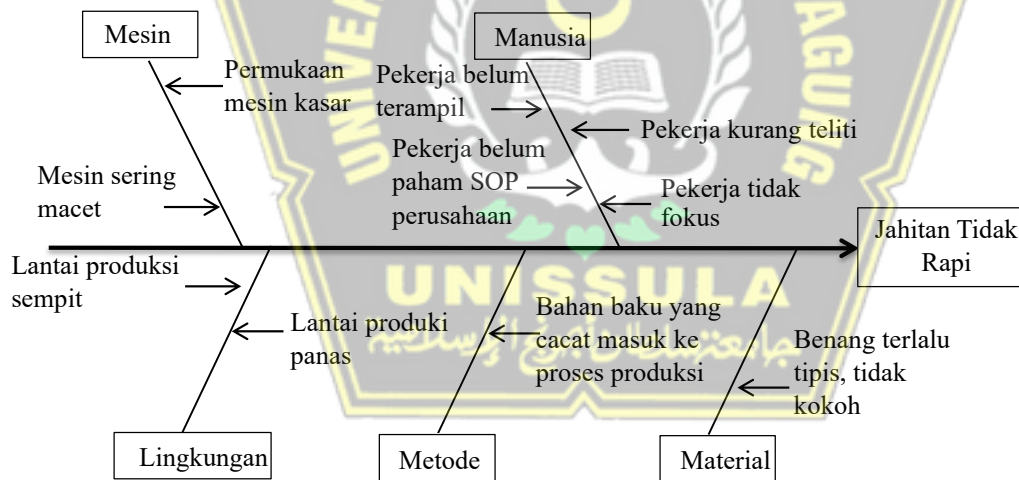 Mesin
Manusia
Permukaan
mesin kasar
Pekerja belum
terampil
Pekerja kurang teliti
Pekerja belum
paham SOP
perusahaan
Pekerja tidak
fokus
Mesin sering
macet
Jahitan Tidak
Rapi
Lantai produksi
sempit
Lantai produki
panas
Bahan baku yang
cacat masuk ke
proses produksi
Benang terlalu
tipis, tidak
kokoh
Lingkungan
Metode
Material
UNISSULA